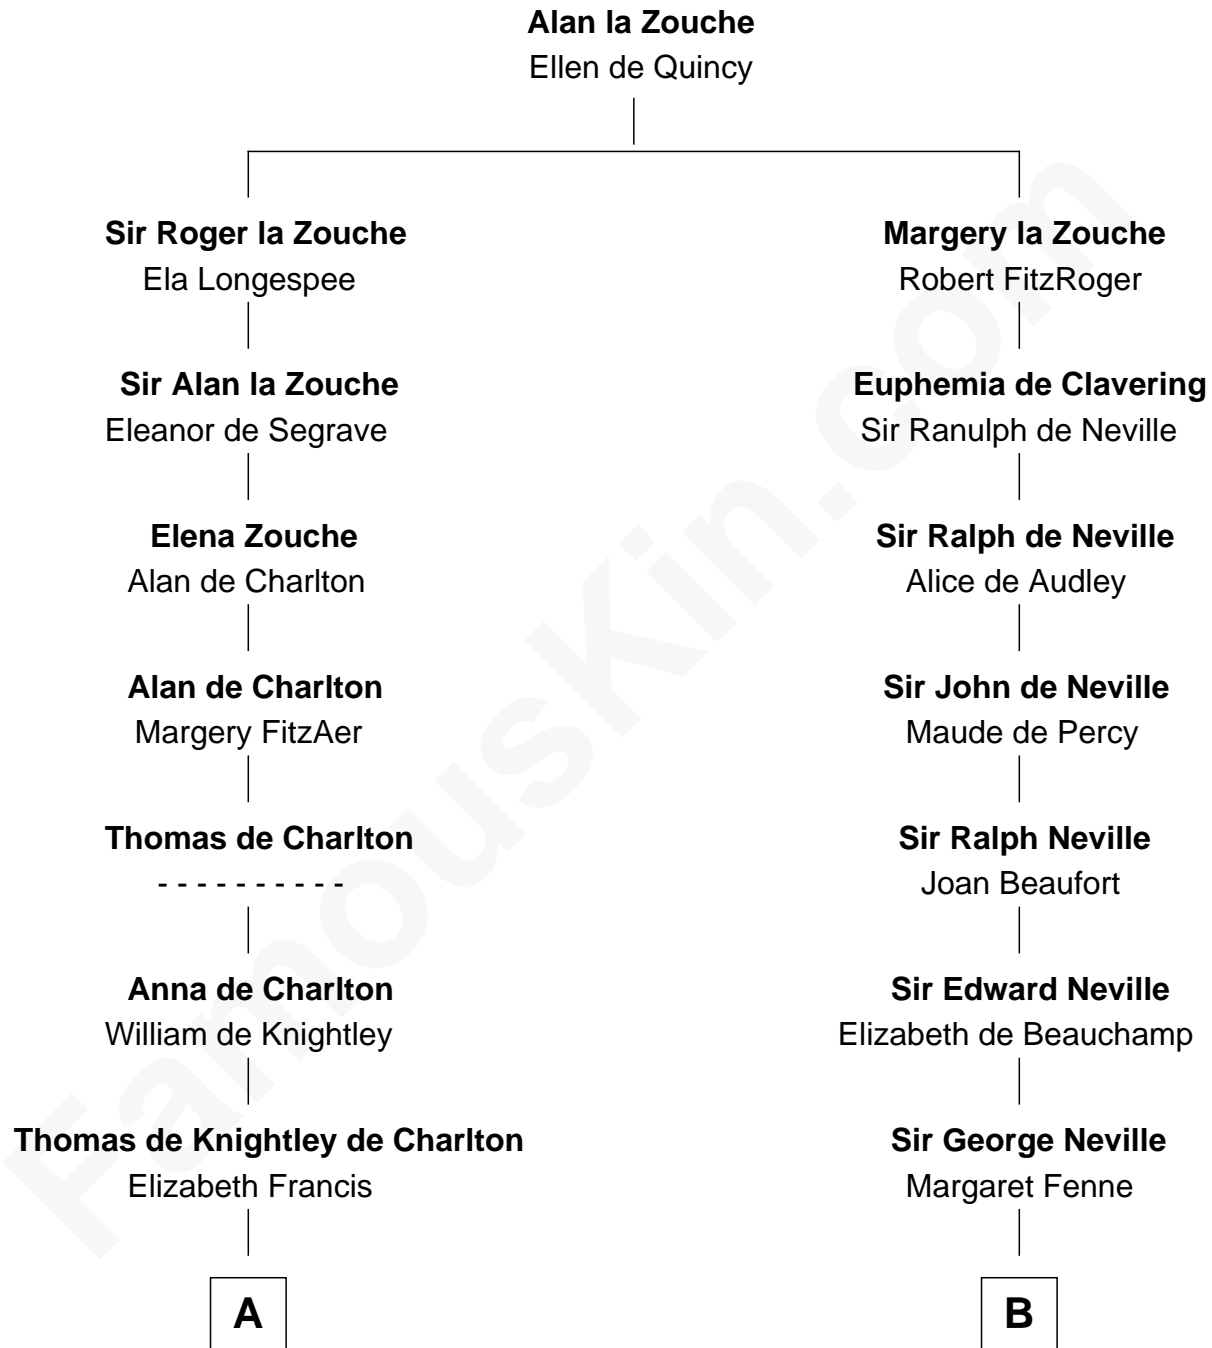 Alan la Zouche
Ellen de Quincy
Sir Roger la Zouche
Ela Longespee
Margery la Zouche
Robert FitzRoger
Sir Alan la Zouche
Eleanor de Segrave
Euphemia de Clavering
Sir Ranulph de Neville
Elena Zouche
Alan de Charlton
Sir Ralph de Neville
Alice de Audley
Alan de Charlton
Margery FitzAer
Sir John de Neville
Maude de Percy
Thomas de Charlton
- - - - - - - - - -
Sir Ralph Neville
Joan Beaufort
Anna de Charlton
William de Knightley
Sir Edward Neville
Elizabeth de Beauchamp
Thomas de Knightley de Charlton
Elizabeth Francis
Sir George Neville
Margaret Fenne
A
B
FamousKin.com